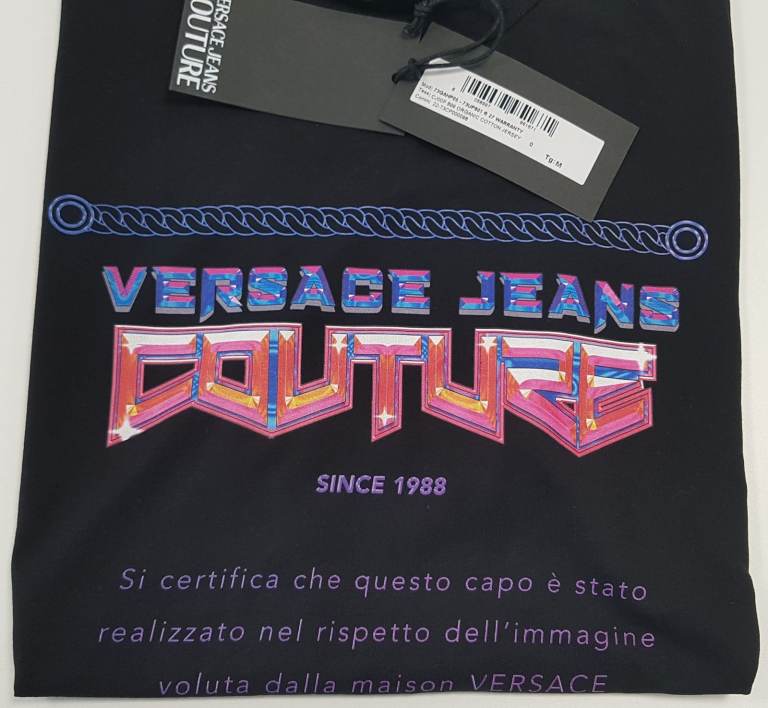 VERSACE JEANS
COUTURE
Tg: M
VERSACE JEANS
COUTURE
SINCE 1988
Si certifica che questo capo è stato
realizzato nel rispetto dell'immagine
voluta dalla maison VERSACE